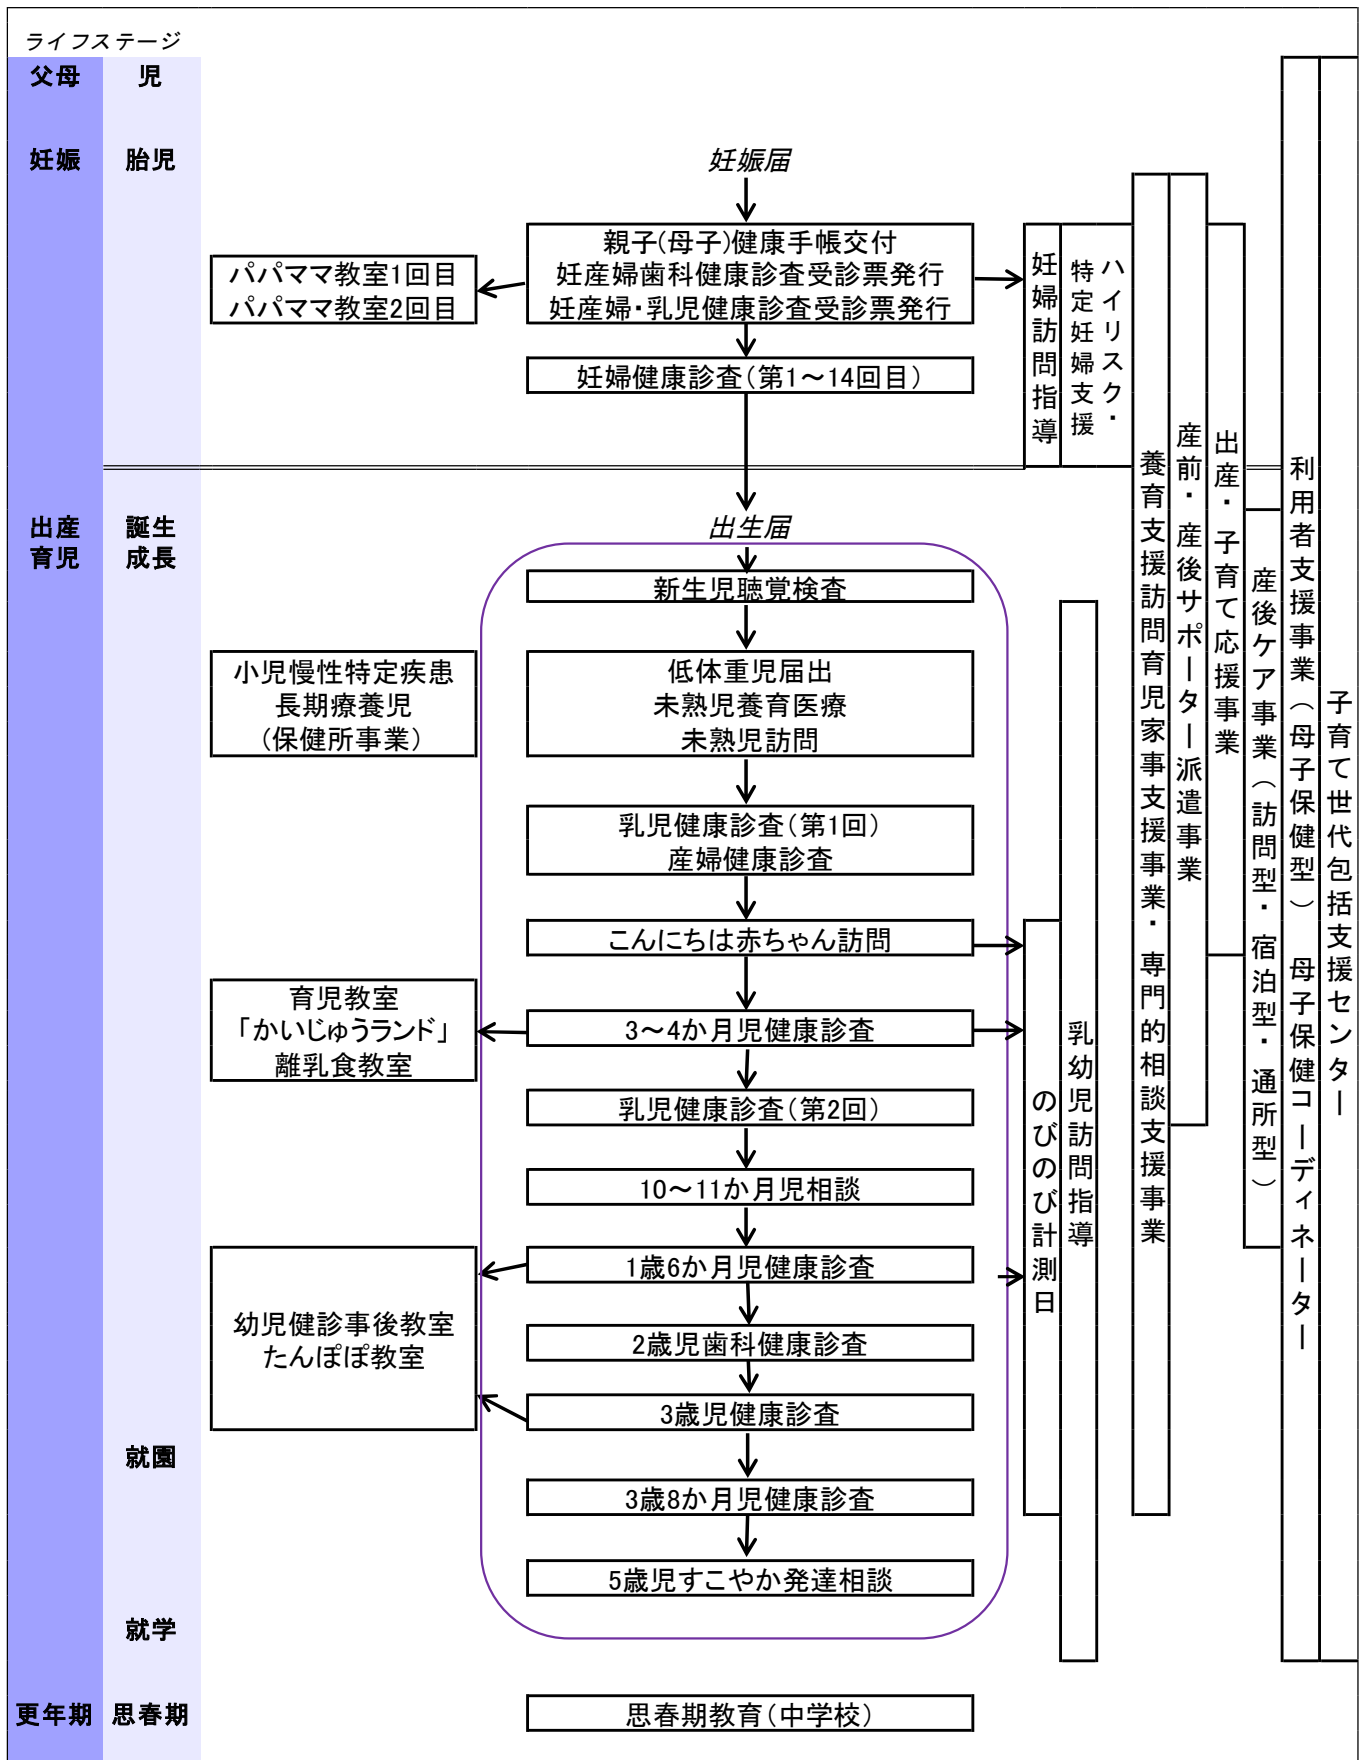 ライフステージ
父母 児
妊娠 胎児
妊娠届
親子(母子)健康手帳交付
妊産婦歯科健康診査受診票発行
妊産婦・乳児健康診査受診票発行
パパママ教室1回目
パパママ教室2回目
妊婦健康診査(第1～14回目)
妊婦訪問指導
ハイリスク・
特定妊婦支援
出産 誕生
育児 成長
出生届
新生児聴覚検査
小児慢性特定疾患
長期療養児
(保健所事業)
低体重児届出
未熟児養育医療
未熟児訪問
乳児健康診査(第1回)
産婦健康診査
こんにちは赤ちゃん訪問
育児教室
「かいじゅうランド」
離乳食教室
3～4か月児健康診査
乳児健康診査(第2回)
10～11か月児相談
1歳6か月児健康診査
幼児健診事後教室
たんぽぽ教室
2歳児歯科健康診査
3歳児健康診査
就園
3歳8か月児健康診査
5歳児すこやか発達相談
就学
更年期 思春期
思春期教育(中学校)
のびのび計測日
乳幼児訪問指導
養育支援訪問育児家事支援事業・専門的相談支援事業
産前・産後サポーター派遣事業
出産・子育て応援事業
産後ケア事業(訪問型・宿泊型・通所型)
利用者支援事業(母子保健型) 母子保健コーディネーター
子育て世代包括支援センター